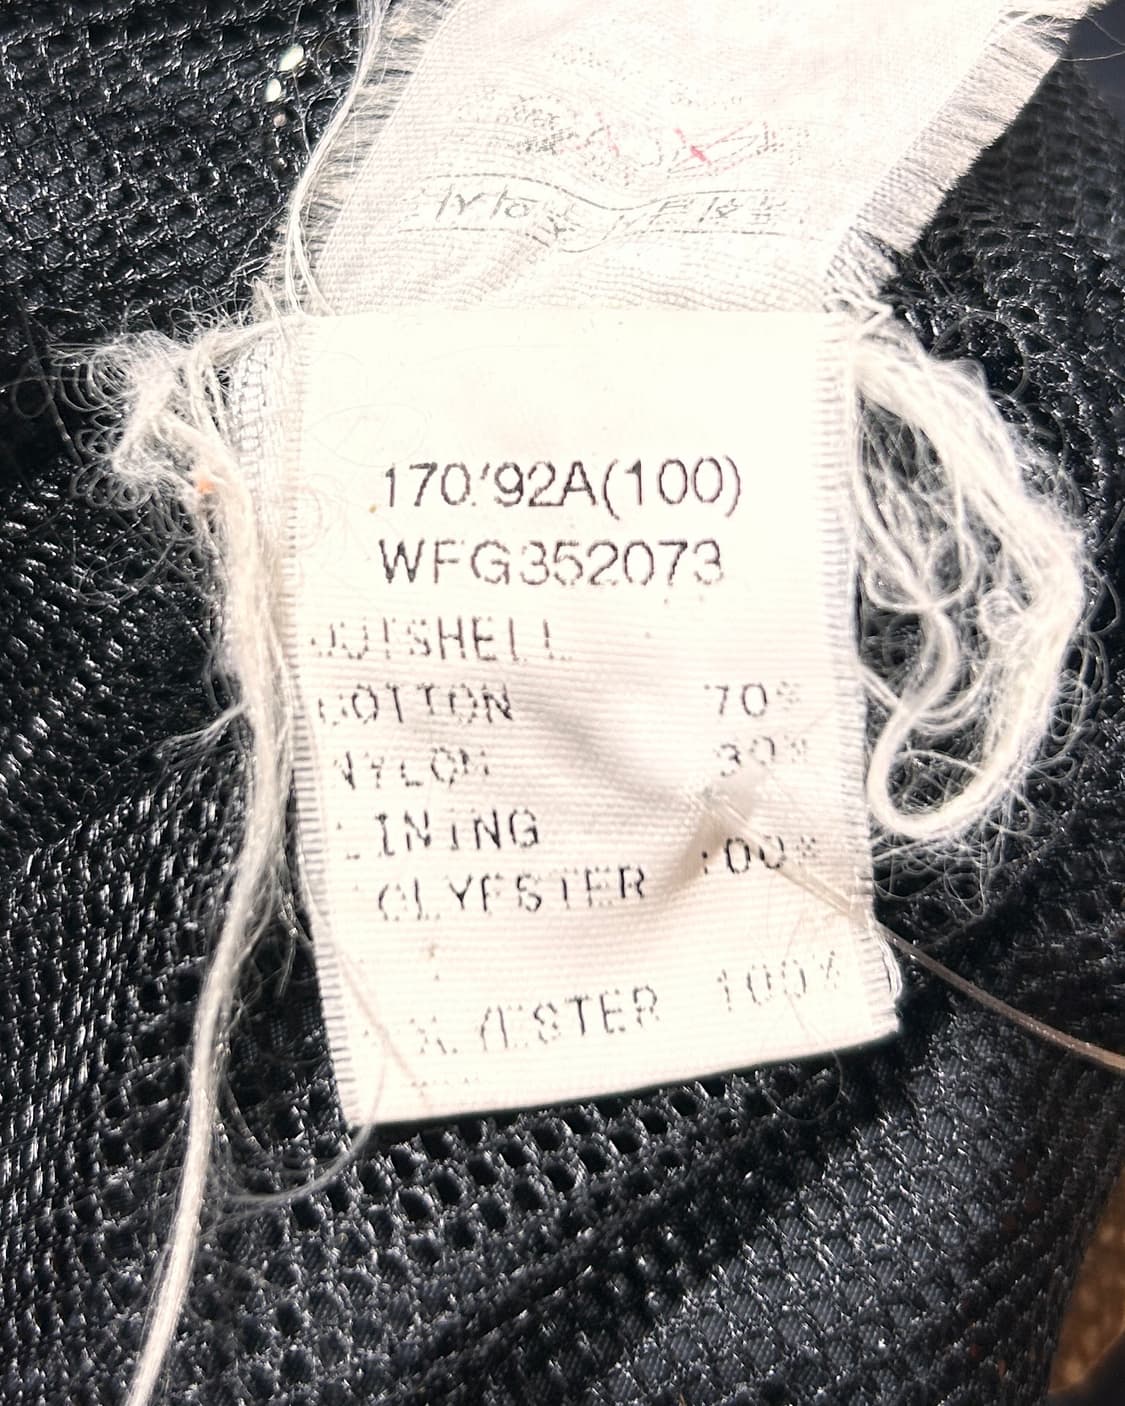 170/92A(100)
WFG352073
OUTSHELL
COTTON 70%
NYLON 30%
LINING
POLYESTER 100%
POLYESTER 100%